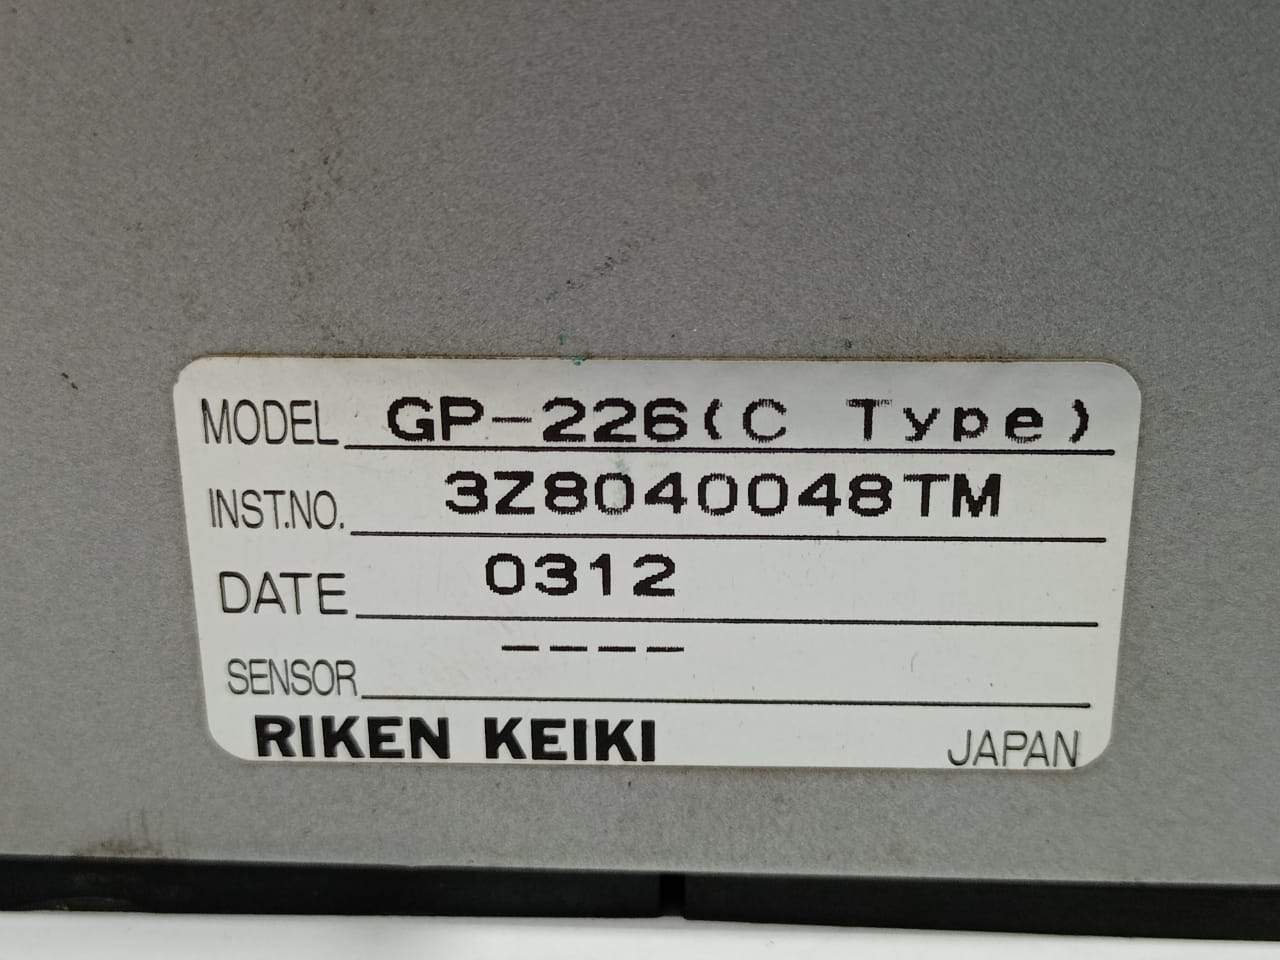 MODEL GP-226(C Type)
INST.NO. 3Z8040048TM
DATE 0312
SENSOR ----
RIKEN KEIKI JAPAN